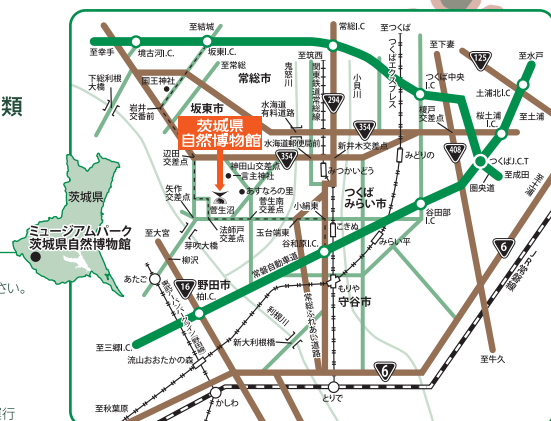 類
茨城県
ミュージアムパーク
茨城県自然博物館
さい。
行
至幸手
至結城
境古河I.C
坂東I.C.
至常総
常総市
常総I.C
至筑西
至つくば
至下妻
125
至水戸
つくば中央
I.C
土浦北I.C
桜土浦
I.C
至土浦
つくばJ.C.T
至成田
圏央道
至土浦
下総利根
大橋
国王神社
岩井
交番前
坂東市
鬼怒川
関東鉄道常総線
小貝川
つくばエクスプレス
榎戸
交差点
水海道
有料道路
294
354
408
茨城県
自然博物館
水海道郵便局前
新井木交差点
354
みつかいどう
みどりの
辺田
交差点
神田山交差点
一言主神社
あすなろの里
菅生南
交差点
菅生沼
矢作
交差点
法師戸
交差点
小絹東
玉台端東
谷和原I.C
こきぬ
つくば
みらい市
みらい平
谷田部
I.C
至大宮
芽吹大橋
柳沢
あたご
野田市
16
柏I.C.
常磐自動車道
もりや
守谷市
常総ふれあい道路
利根川
新大利根橋
至三郷I.C
流山おおたかの森
至秋葉原
かしわ
とりで
6
6
JR常磐線
至牛久